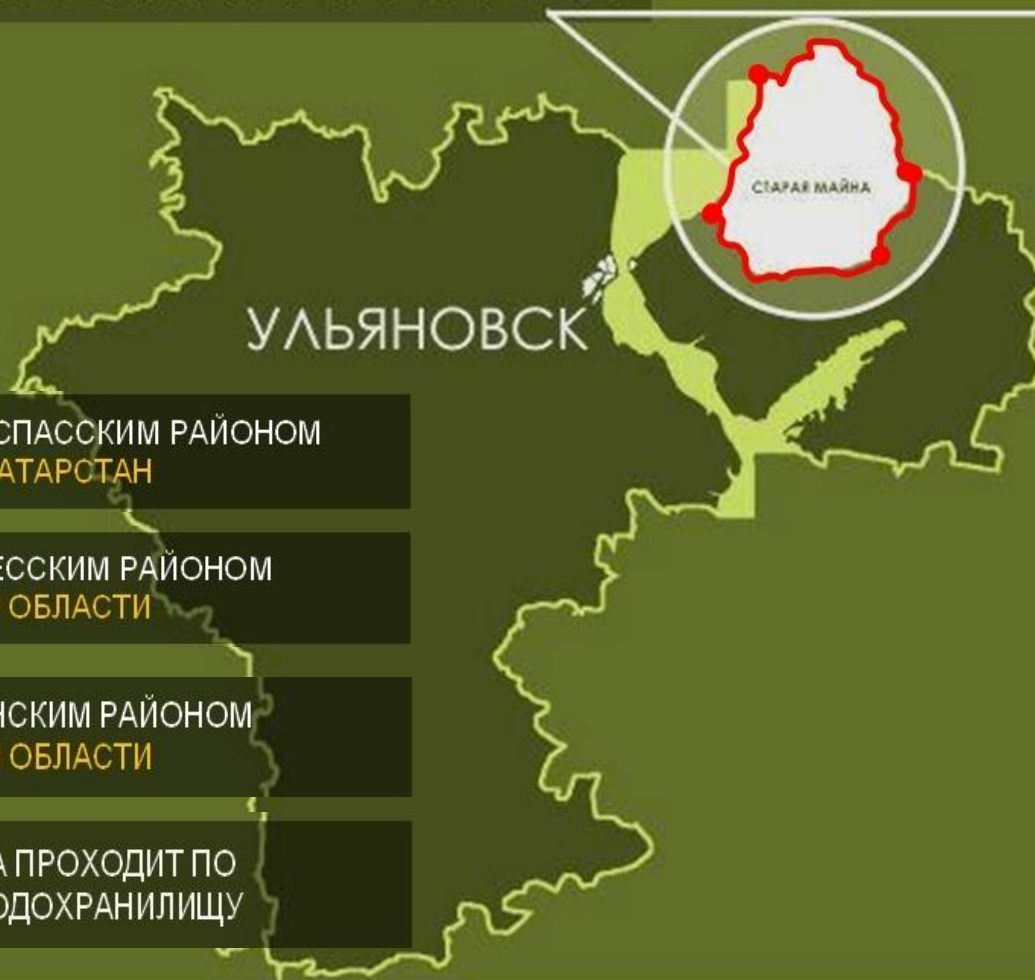 СТАРАЯ МАЙНА
УЛЬЯНОВСК
СПАССКИМ РАЙОНОМ
АТАРСТАН
ЕССКИМ РАЙОНОМ
ОБЛАСТИ
НСКИМ РАЙОНОМ
ОБЛАСТИ
А ПРОХОДИТ ПО
ОДОХРАНИЛИЩУ